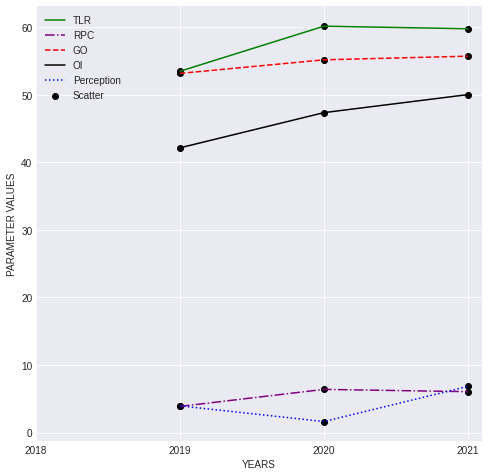 TLR
RPC
GO
OI
Perception
Scatter
PARAMETER VALUES
60
50
40
30
20
10
0
2018
2019
2020
2021
YEARS